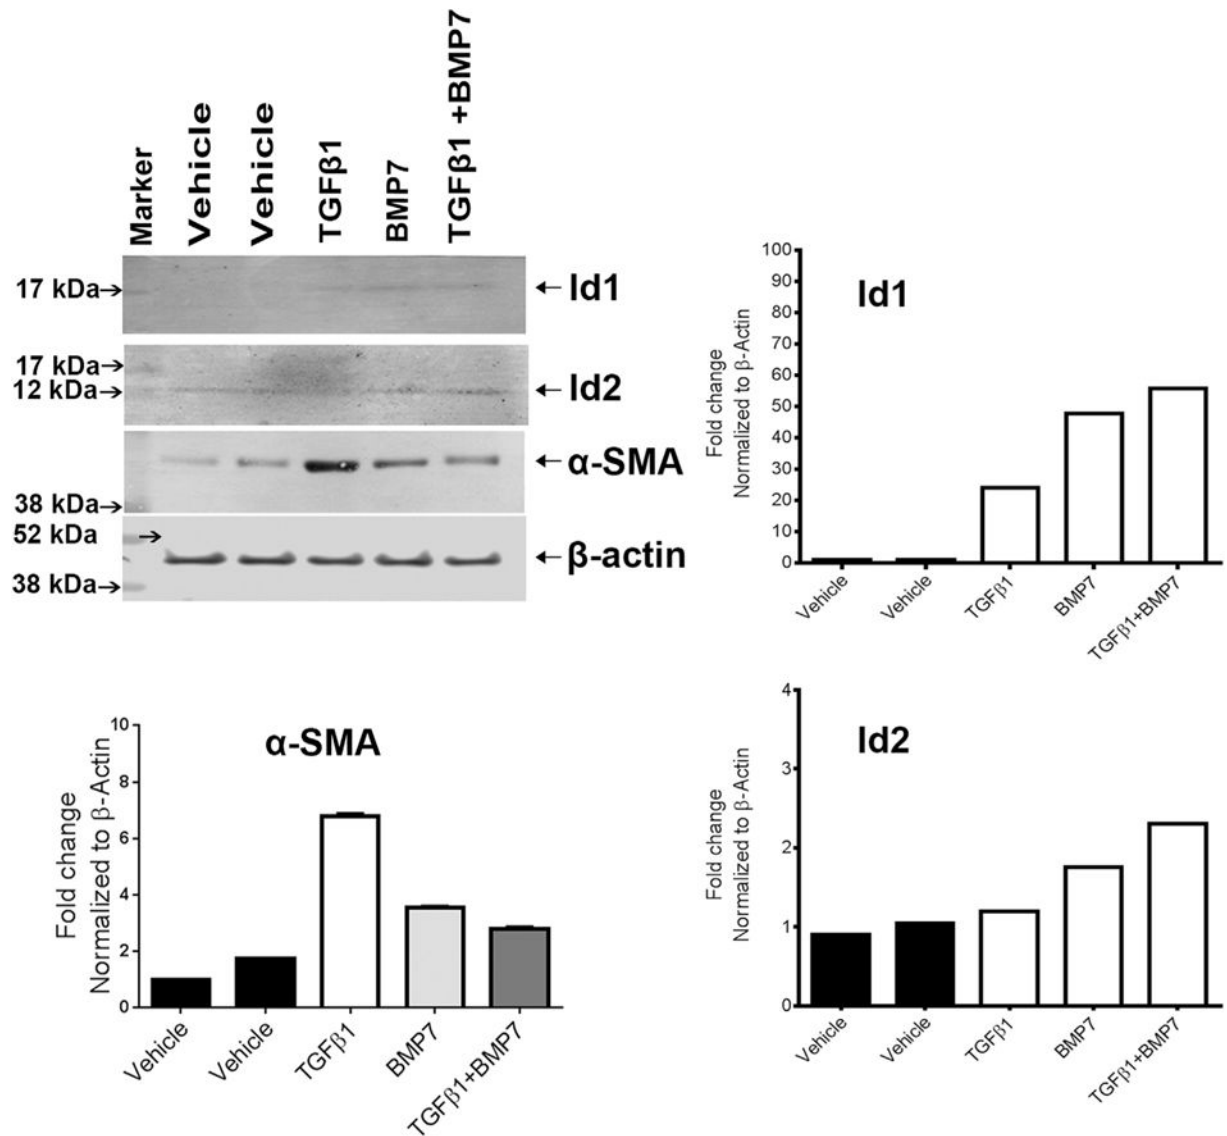 Marker
Vehicle
Vehicle
TGFβ1
BMP7
TGFβ1 +BMP7
17 kDa→
← Id1
17 kDa→
12 kDa→
← Id2
← α-SMA
38 kDa→
52 kDa →
← β-actin
38 kDa→
Id1
Fold change
Normalized to β-Actin
100
90
80
70
60
50
40
30
20
10
0
Vehicle
Vehicle
TGFβ1
BMP7
TGFβ1+BMP7
α-SMA
Fold change
Normalized to β-Actin
10
8
6
4
2
0
Vehicle
Vehicle
TGFβ1
BMP7
TGFβ1+BMP7
Id2
Fold change
Normalized to β-Actin
4
3
2
1
0
Vehicle
Vehicle
TGFβ1
BMP7
TGFβ1+BMP7